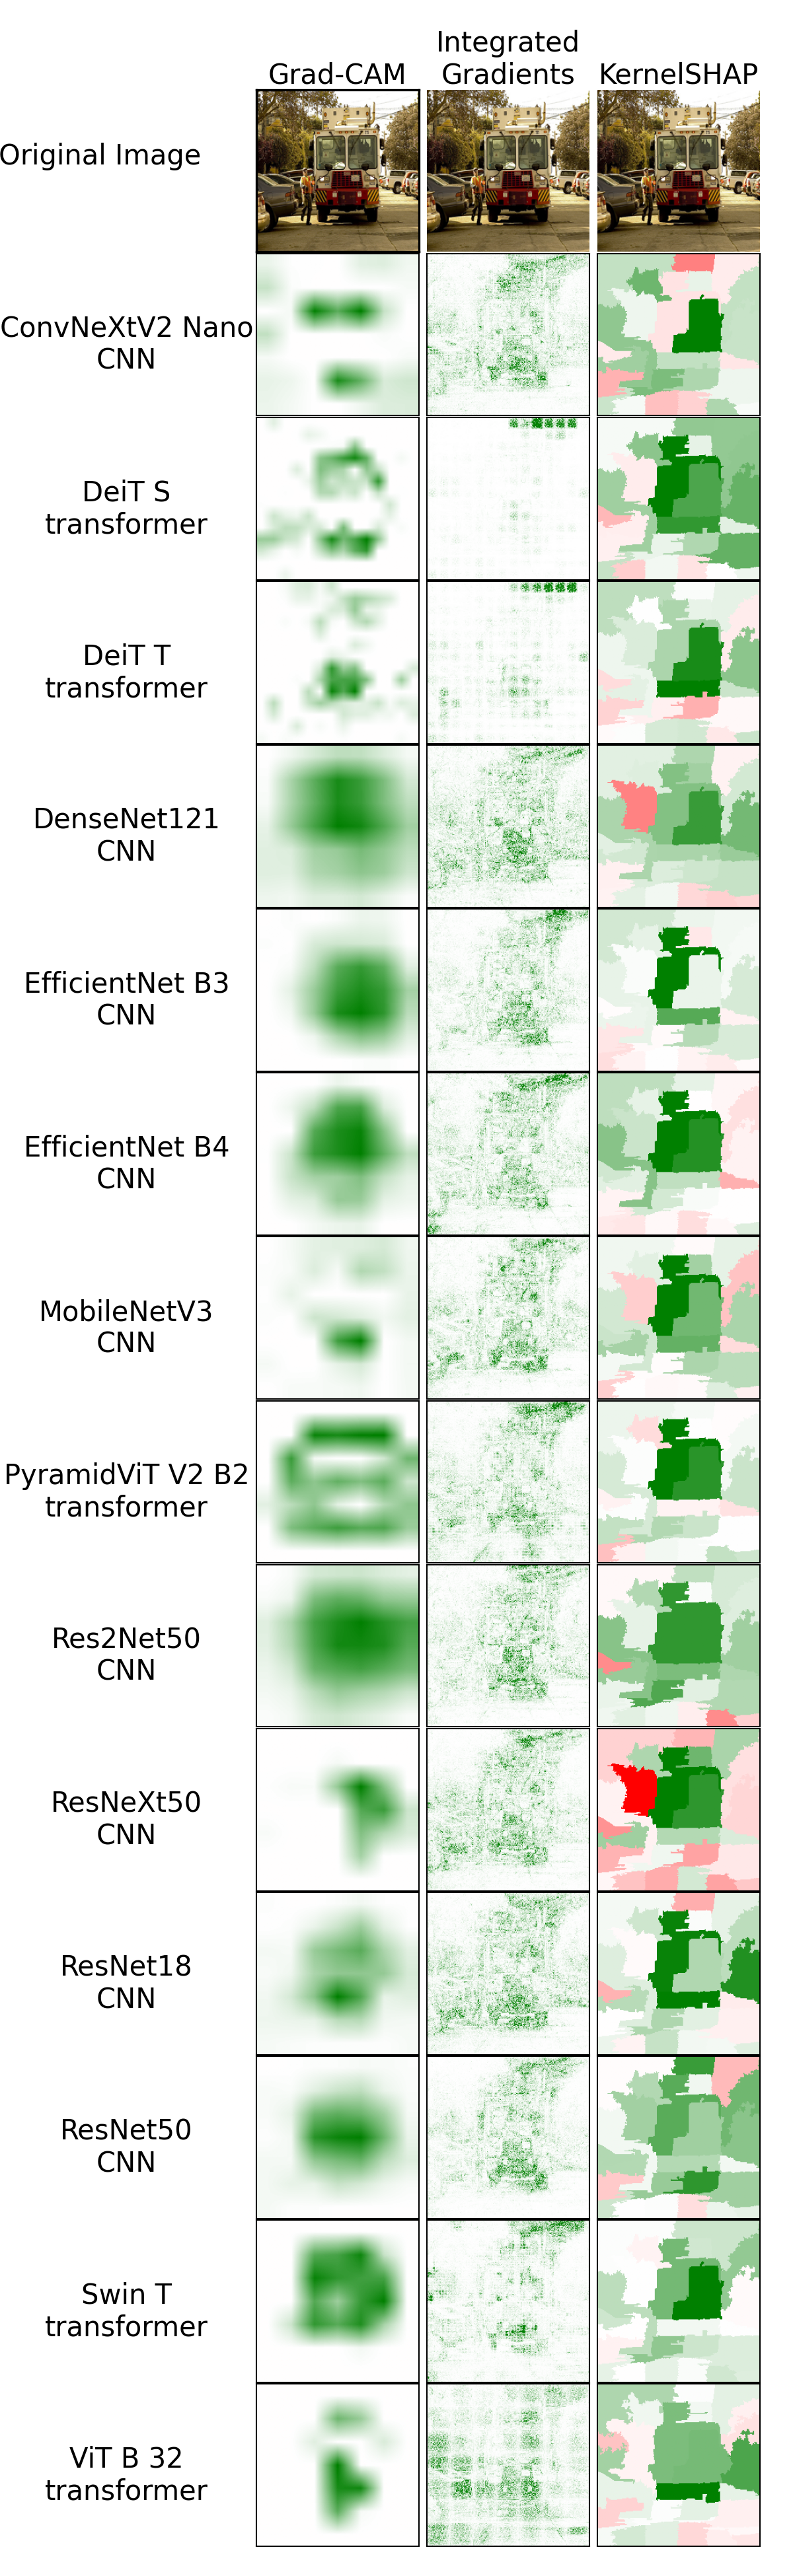 Integrated
Grad-CAM Gradients KernelSHAP
Original Image
ConvNeXtV2 Nano
CNN
DeiT S
transformer
DeiT T
transformer
DenseNet121
CNN
EfficientNet B3
CNN
EfficientNet B4
CNN
MobileNetV3
CNN
PyramidViT V2 B2
transformer
Res2Net50
CNN
ResNeXt50
CNN
ResNet18
CNN
ResNet50
CNN
Swin T
transformer
ViT B 32
transformer